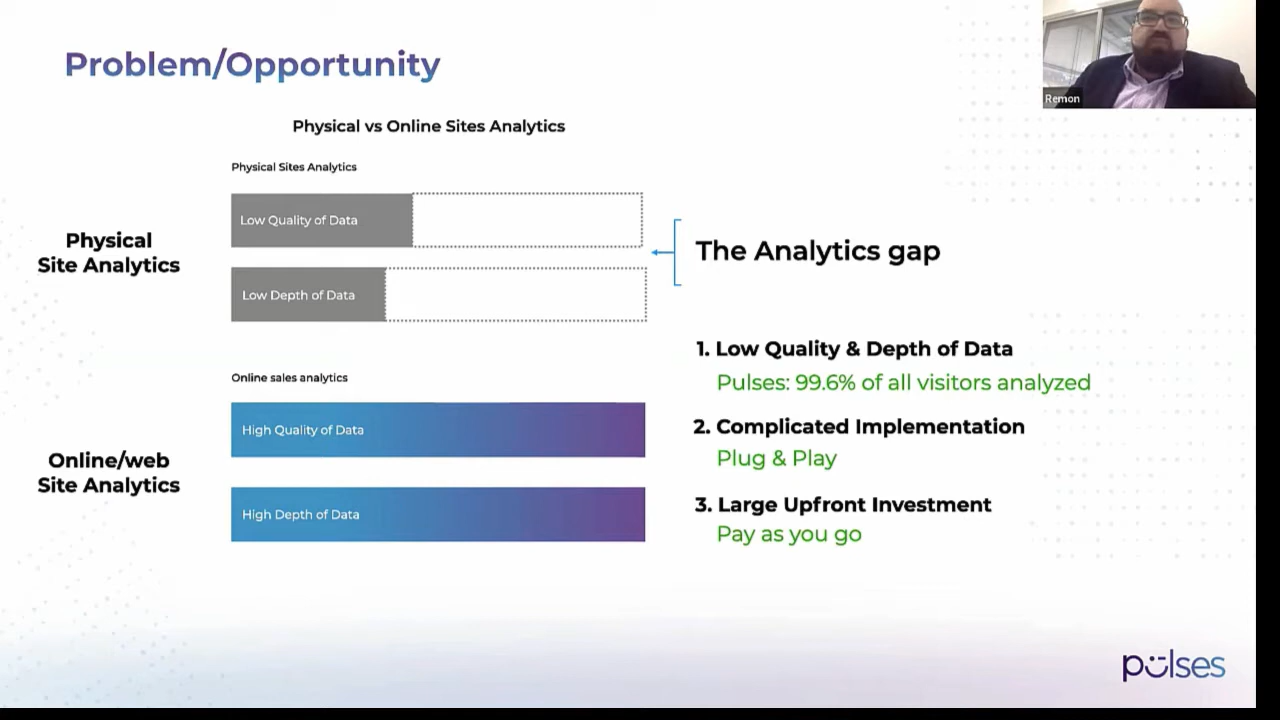 Problem/Opportunity
Remon
Physical vs Online Sites Analytics
Physical Sites Analytics
Low Quality of Data
Physical
Site Analytics
Low Depth of Data
The Analytics gap
Online sales analytics
High Quality of Data
Online/web
Site Analytics
High Depth of Data
1. Low Quality & Depth of Data
Pulses: 99.6% of all visitors analyzed
2. Complicated Implementation
Plug & Play
3. Large Upfront Investment
Pay as you go
pulses